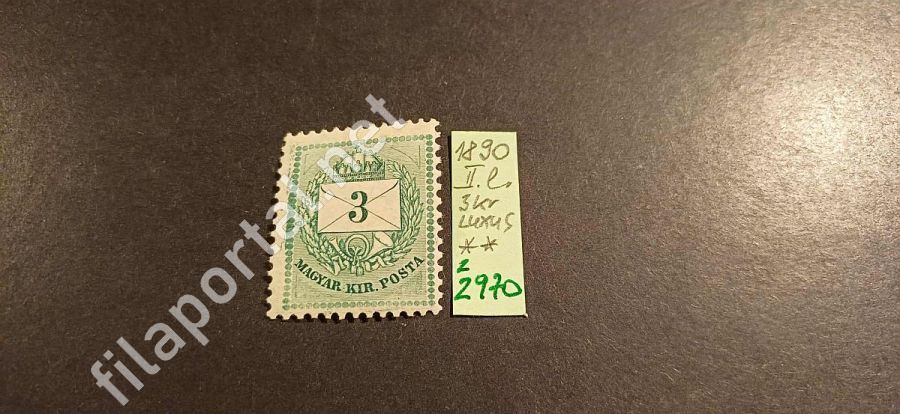 3
MAGYAR KIR. POSTA
1890
II. l.
3kr
Luxus
**
2970
filaportal.net